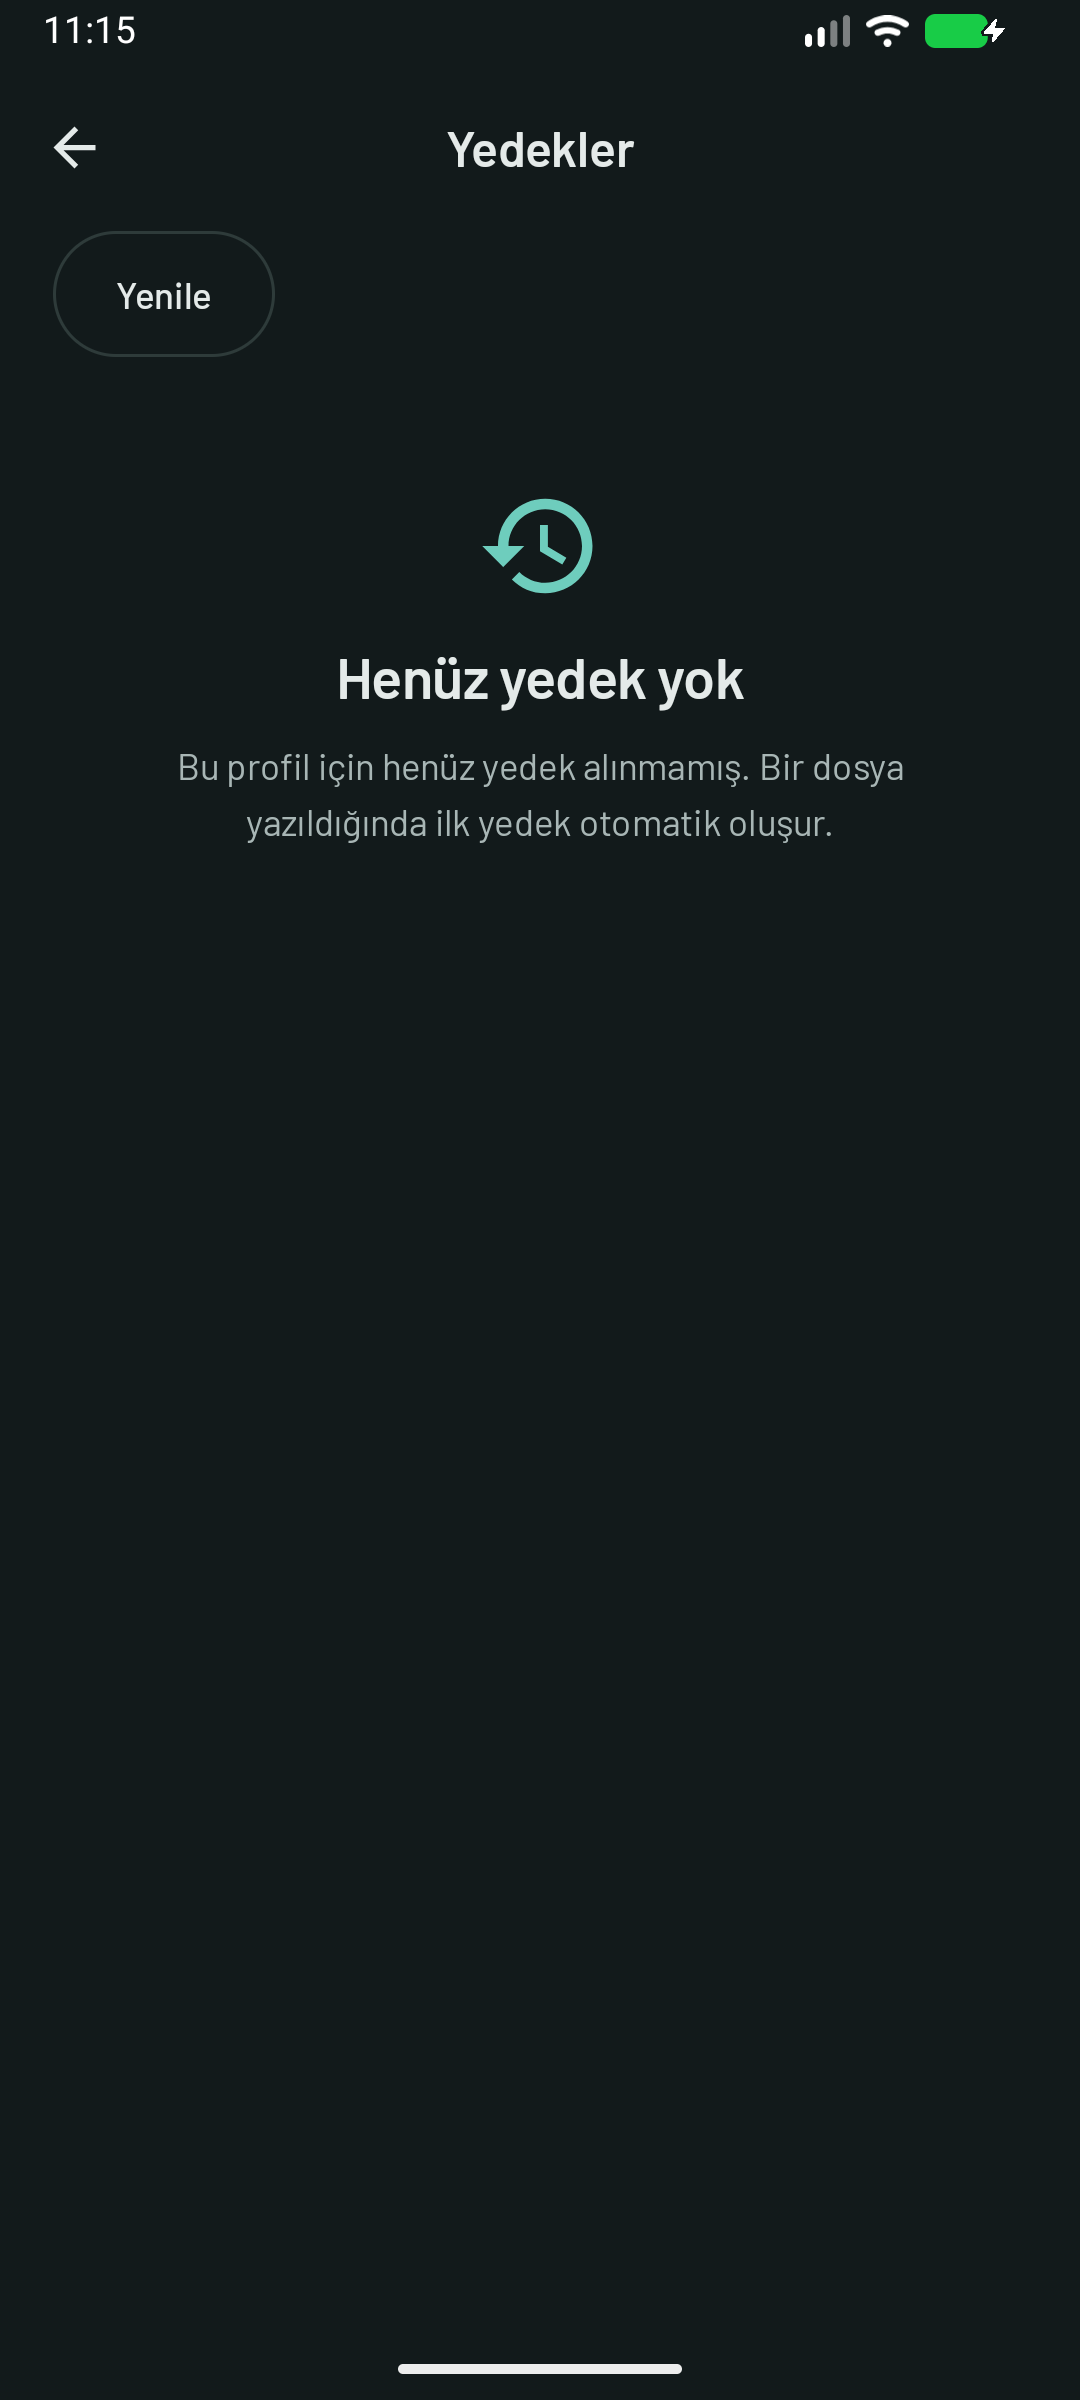 11:15
Yedekler
Yenile
Henüz yedek yok
Bu profil için henüz yedek alınmamış. Bir dosya
yazıldığında ilk yedek otomatik oluşur.